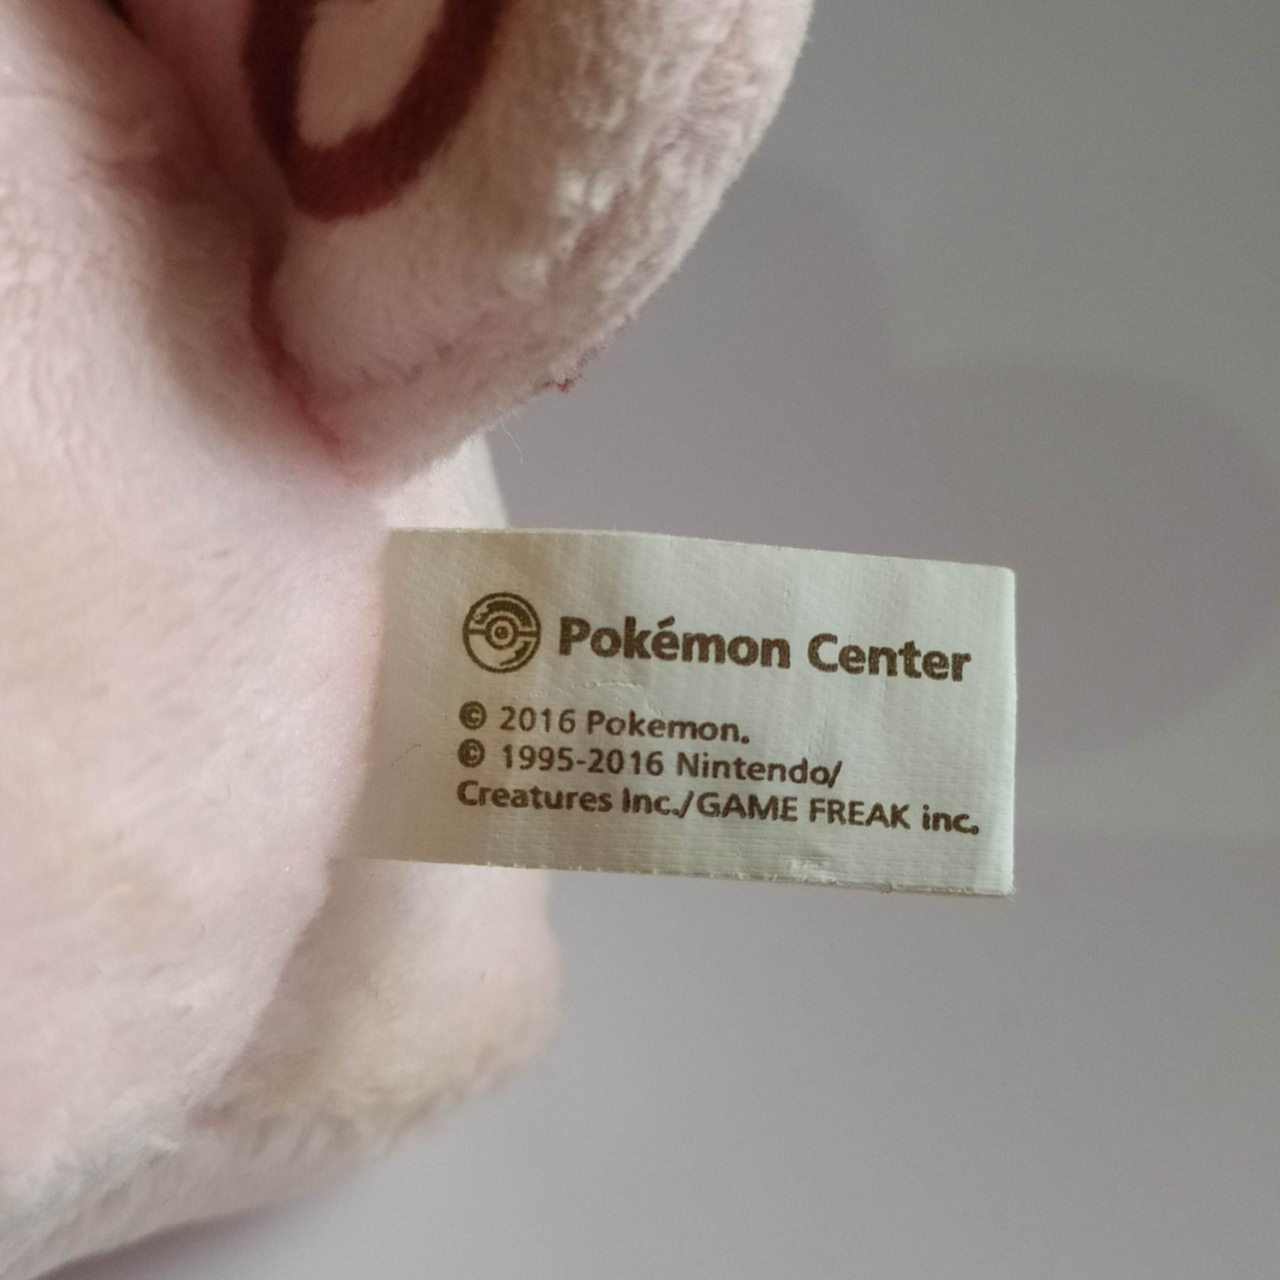 Pokémon Center
© 2016 Pokemon.
© 1995-2016 Nintendo/
Creatures Inc./GAME FREAK inc.